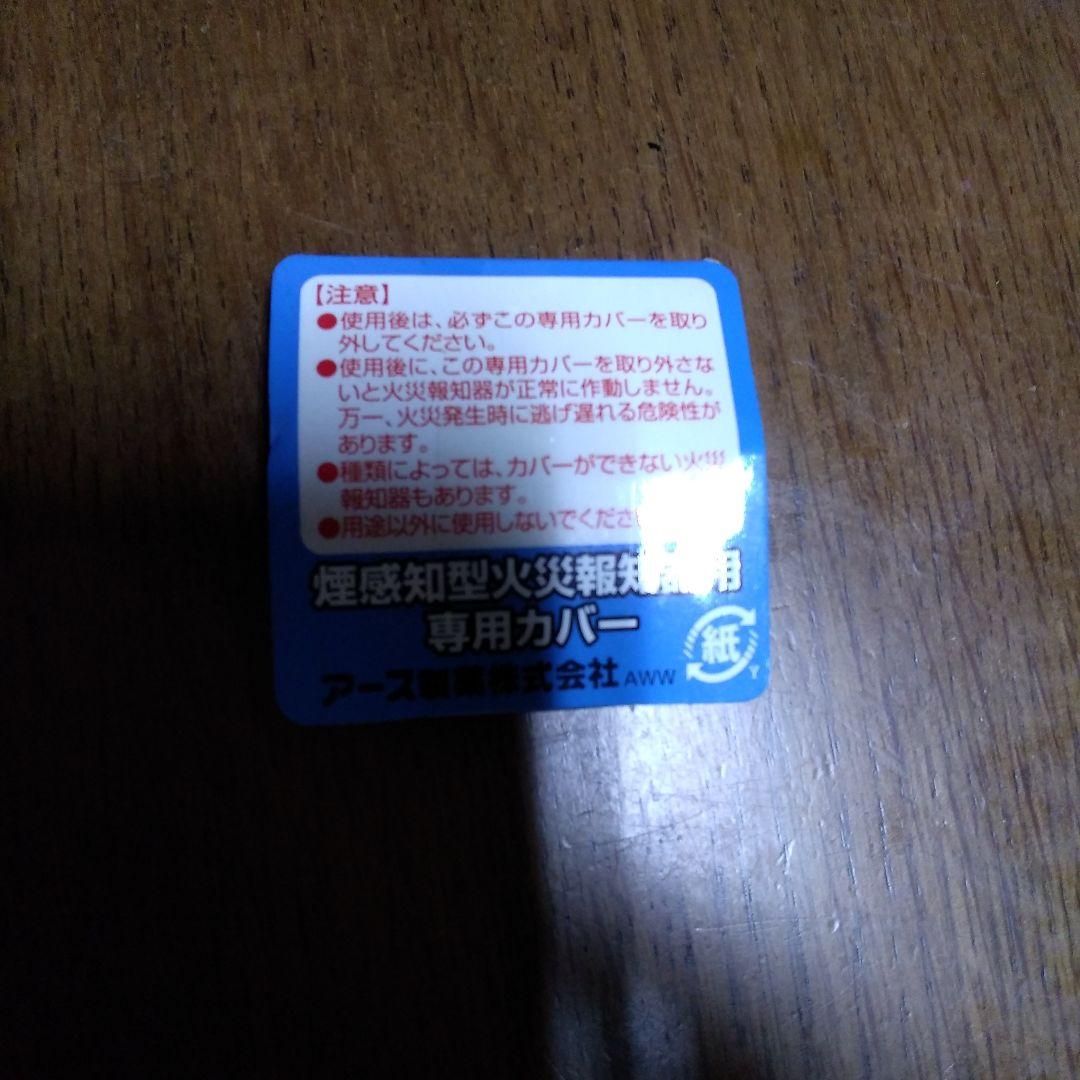 【注意】
●使用後は、必ずこの専用カバーを取り
外してください。
●使用後に、この専用カバーを取り外さな
いと火災報知器が正常に作動しません。
万一、火災発生時に逃げ遅れる危険性が
あります。
●種類によっては、カバーができない火災
報知器もあります。
●用途以外に使用しないでくださ
煙感知型火災報知器用
専用カバー
紙
アース製薬株式会社 AWW
Y